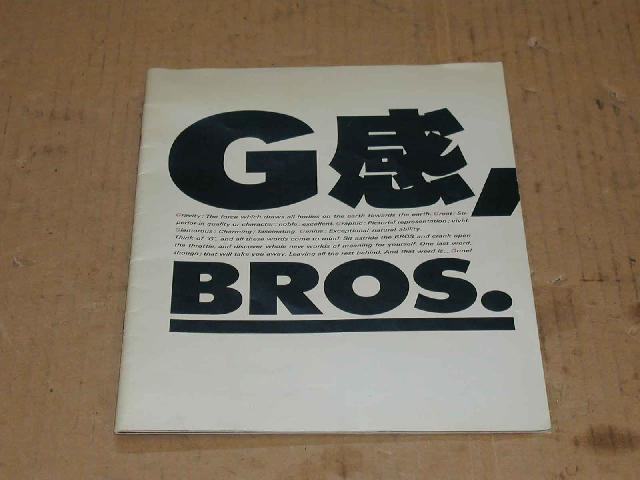 G感,
Gravity: The force which draws all bodies on the earth towards the earth. Great: Su-
perior in quality or character; noble; excellent. Graphic: Pictorial representation; vivid.
Glamorous: Charming; fascinating. Genius: Exceptional natural ability.
Think of 'G', and all these words come to mind. Sit astride the BROS and crank open
the throttle, and discover whole new worlds of meaning for yourself. One last word,
though; that will take you away. Leaving all the rest behind. And that word is... Gone!
BROS.